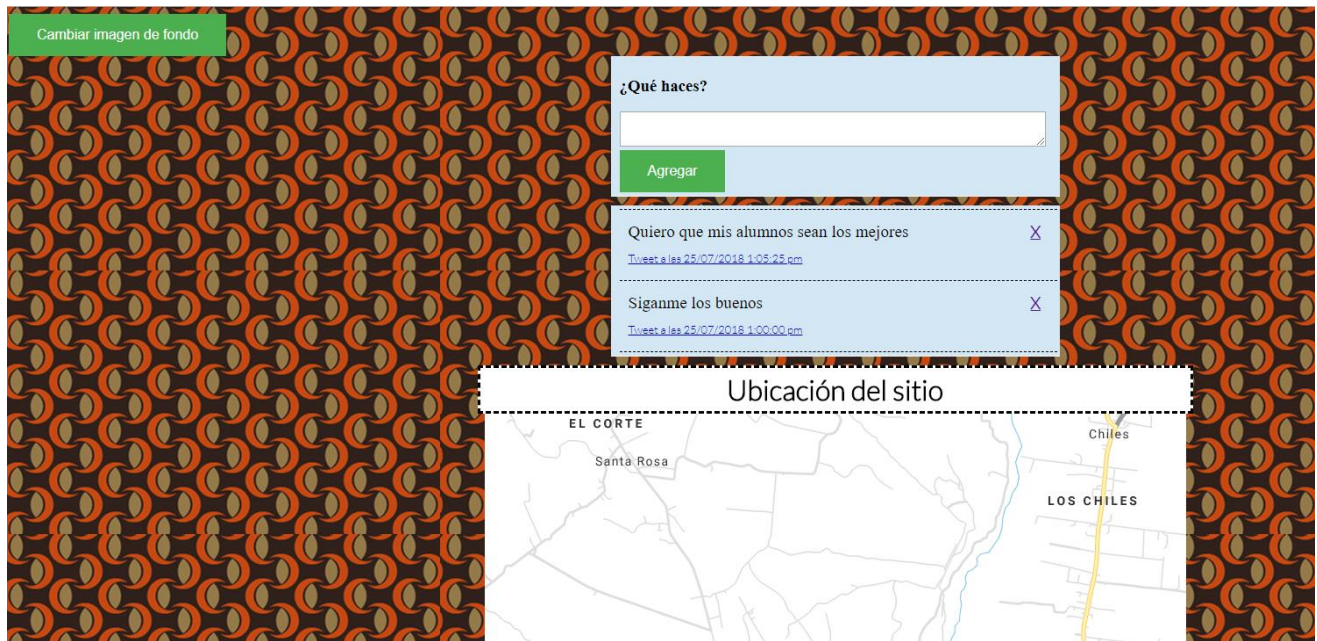 Cambiar imagen de fondo
¿Qué haces?
Agregar
Quiero que mis alumnos sean los mejores X
Tweet a las 25/07/2018 1:05:25 pm
Siganme los buenos X
Tweet a las 25/07/2018 1:00:00 pm
Ubicación del sitio
EL CORTE
Chiles
Santa Rosa
LOS CHILES